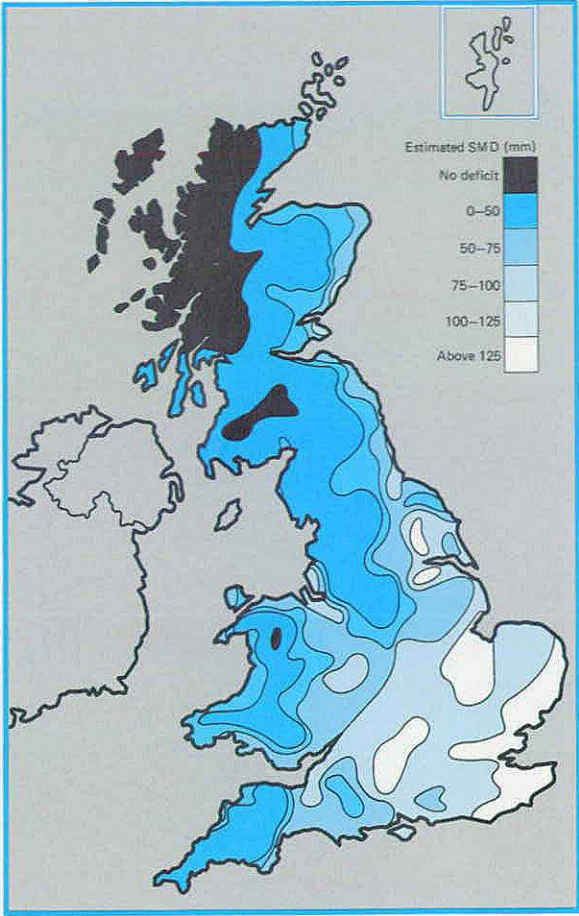 Estimated SMD (mm)
No deficit
0–50
50–75
75–100
100–125
Above 125